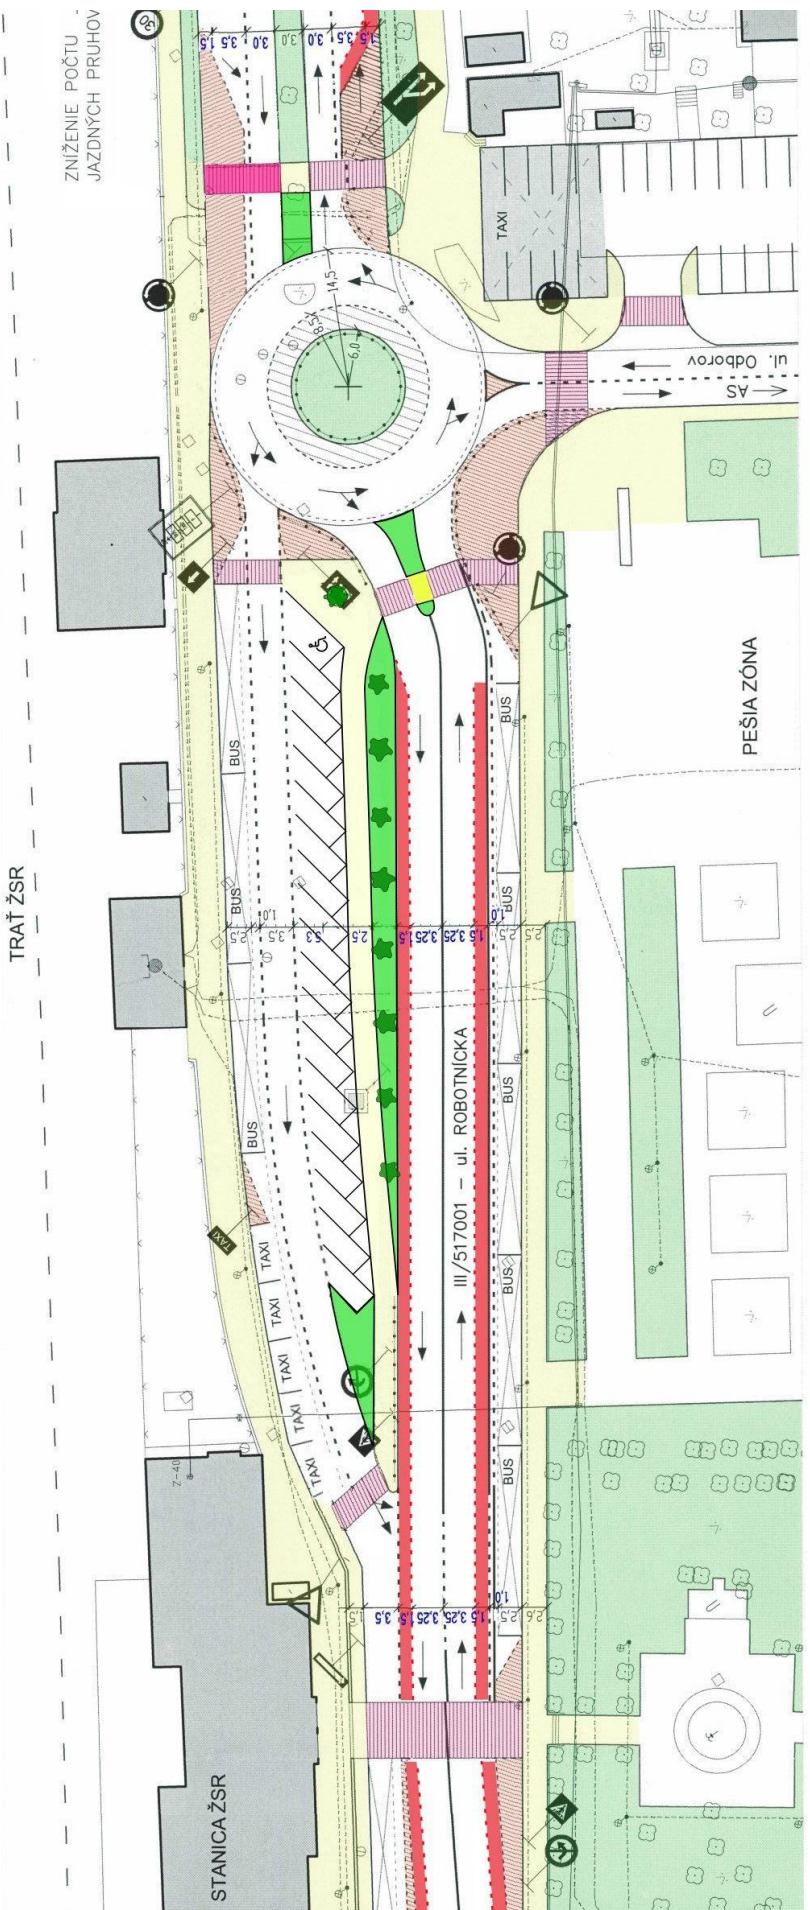 30
ZNÍŽENIE POČTU
JAZDNÝCH PRUHOV
1,5 3,5 3,0 3,0 3,0 3,5 1,5
TAXI
14,5
8,5
6,0
ul. Odborov
AS
PEŠIA ZÓNA
TRAŤ ŽSR
BUS
BUS
BUS
BUS
BUS
BUS
BUS
BUS
2,5 1,0 3,5 5,3 2,5 1,5 3,25 3,25 1,5 1,0 2,5 2,5
III/517001 - ul. ROBOTNÍCKA
TAXI
TAXI
TAXI
TAXI
TAXI
TAXI
Z-40
1,5 3,5 1,5 3,25 3,25 1,5 1,0 2,5 2,6
STANICA ŽSR